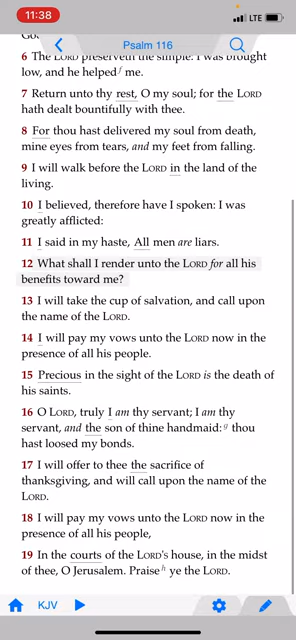 11:38
LTE
Psalm 116
6 The LORD preserveth the simple: I was brought
low, and he helped f me.
7 Return unto thy rest, O my soul; for the LORD
hath dealt bountifully with thee.
8 For thou hast delivered my soul from death,
mine eyes from tears, and my feet from falling.
9 I will walk before the LORD in the land of the
living.
10 I believed, therefore have I spoken: I was
greatly afflicted:
11 I said in my haste, All men are liars.
12 What shall I render unto the LORD for all his
benefits toward me?
13 I will take the cup of salvation, and call upon
the name of the LORD.
14 I will pay my vows unto the LORD now in the
presence of all his people.
15 Precious in the sight of the LORD is the death of
his saints.
16 O LORD, truly I am thy servant; I am thy
servant, and the son of thine handmaid: g thou
hast loosed my bonds.
17 I will offer to thee the sacrifice of
thanksgiving, and will call upon the name of the
LORD.
18 I will pay my vows unto the LORD now in the
presence of all his people,
19 In the courts of the LORD's house, in the midst
of thee, O Jerusalem. Praise h ye the LORD.
KJV